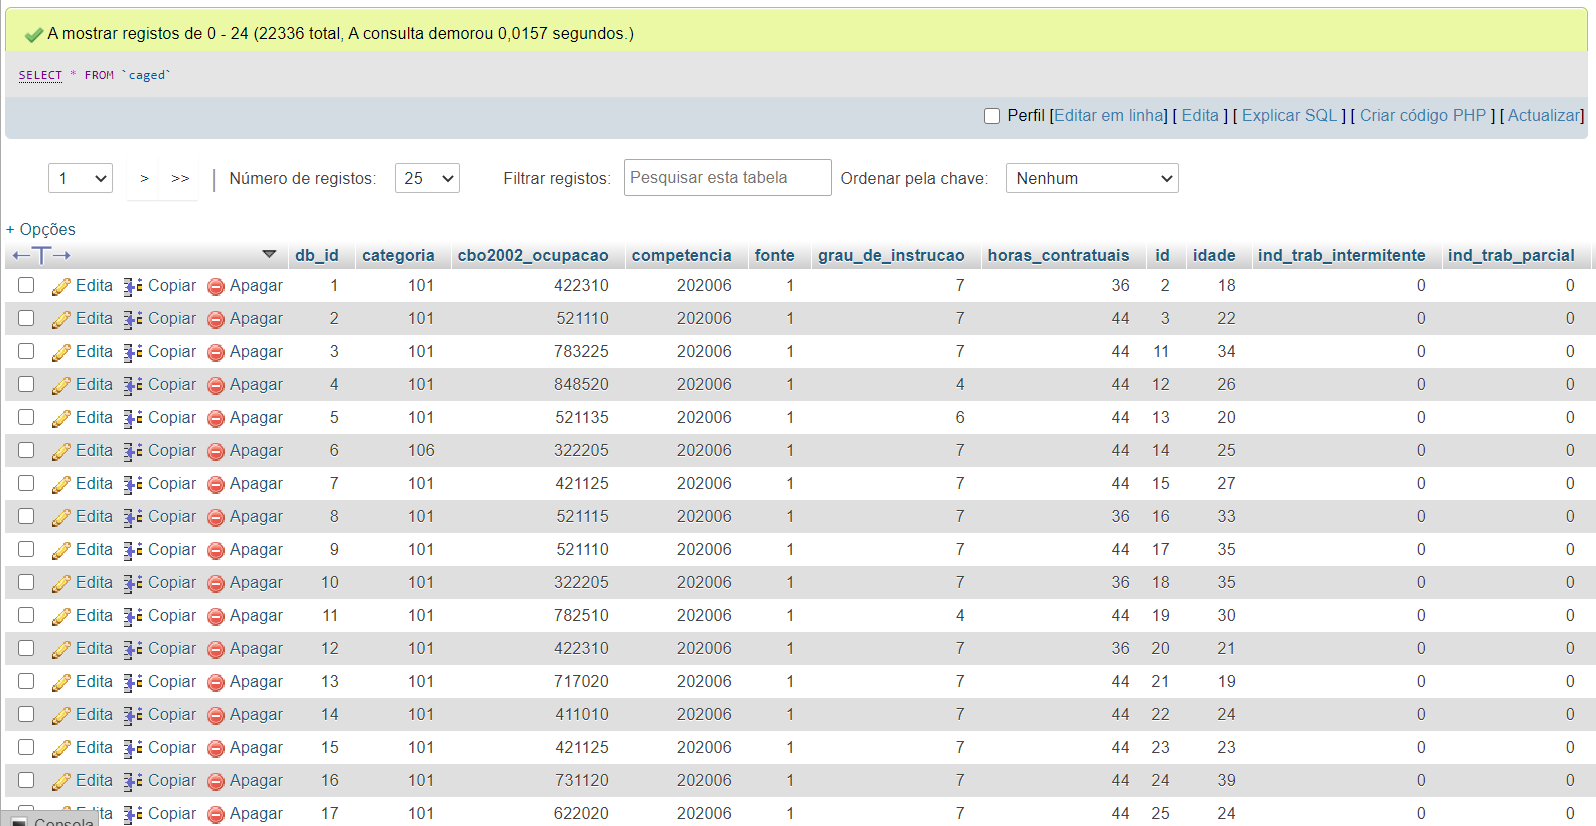 A mostrar registos de 0 - 24 (22336 total, A consulta demorou 0,0157 segundos.)
SELECT * FROM `caged`
Perfil [Editar em linha] [ Edita ] [ Explicar SQL ] [ Criar código PHP ] [ Actualizar]
1 > >> | Número de registos: 25 Filtrar registos: Pesquisar esta tabela Ordenar pela chave: Nenhum
+ Opções
←T→ db_id categoria cbo2002_ocupacao competencia fonte grau_de_instrucao horas_contratuais id idade ind_trab_intermitente ind_trab_parcial
Edita Copiar Apagar 1 101 422310 202006 1 7 36 2 18 0 0
Edita Copiar Apagar 2 101 521110 202006 1 7 44 3 22 0 0
Edita Copiar Apagar 3 101 783225 202006 1 7 44 11 34 0 0
Edita Copiar Apagar 4 101 848520 202006 1 4 44 12 26 0 0
Edita Copiar Apagar 5 101 521135 202006 1 6 44 13 20 0 0
Edita Copiar Apagar 6 106 322205 202006 1 7 44 14 25 0 0
Edita Copiar Apagar 7 101 421125 202006 1 7 44 15 27 0 0
Edita Copiar Apagar 8 101 521115 202006 1 7 36 16 33 0 0
Edita Copiar Apagar 9 101 521110 202006 1 7 44 17 35 0 0
Edita Copiar Apagar 10 101 322205 202006 1 7 36 18 35 0 0
Edita Copiar Apagar 11 101 782510 202006 1 4 44 19 30 0 0
Edita Copiar Apagar 12 101 422310 202006 1 7 36 20 21 0 0
Edita Copiar Apagar 13 101 717020 202006 1 7 44 21 19 0 0
Edita Copiar Apagar 14 101 411010 202006 1 7 44 22 24 0 0
Edita Copiar Apagar 15 101 421125 202006 1 7 44 23 23 0 0
Edita Copiar Apagar 16 101 731120 202006 1 7 44 24 39 0 0
Edita Copiar Apagar 17 101 622020 202006 1 7 44 25 24 0 0
Consola